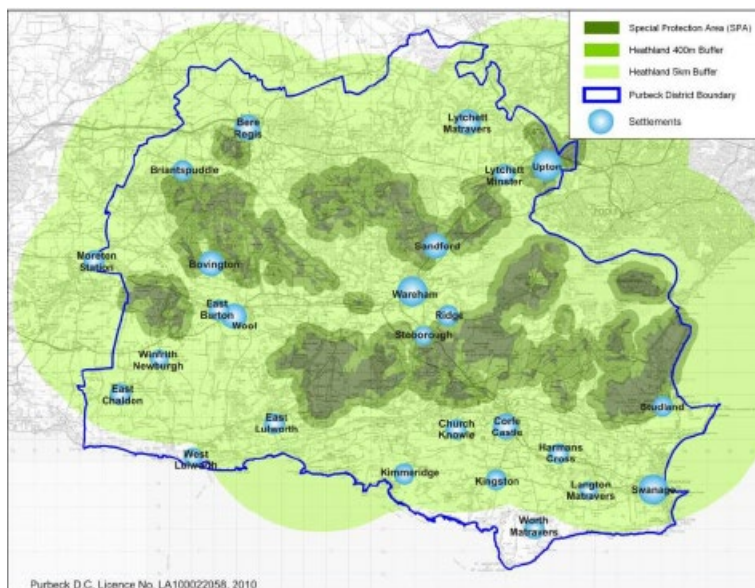 Special Protection Area (SPA)
Heathland 400m Buffer
Heathland 5km Buffer
Purbeck District Boundary
Settlements
Bere
Regis
Lytchett
Matravers
Briantspuddle
Lytchett
Minster
Upton
Sandford
Moreton
Station
Bovington
Wareham
East
Burton
Wool
Ridge
Stoborough
Winfrith
Newburgh
East
Chaldon
Studland
East
Lulworth
Church
Knowle
Corfe
Castle
West
Lulworth
Harmans
Cross
Kimmeridge
Kingston
Langton
Matravers
Swanage
Worth
Matravers
Purbeck D.C. Licence No. LA100022058, 2010